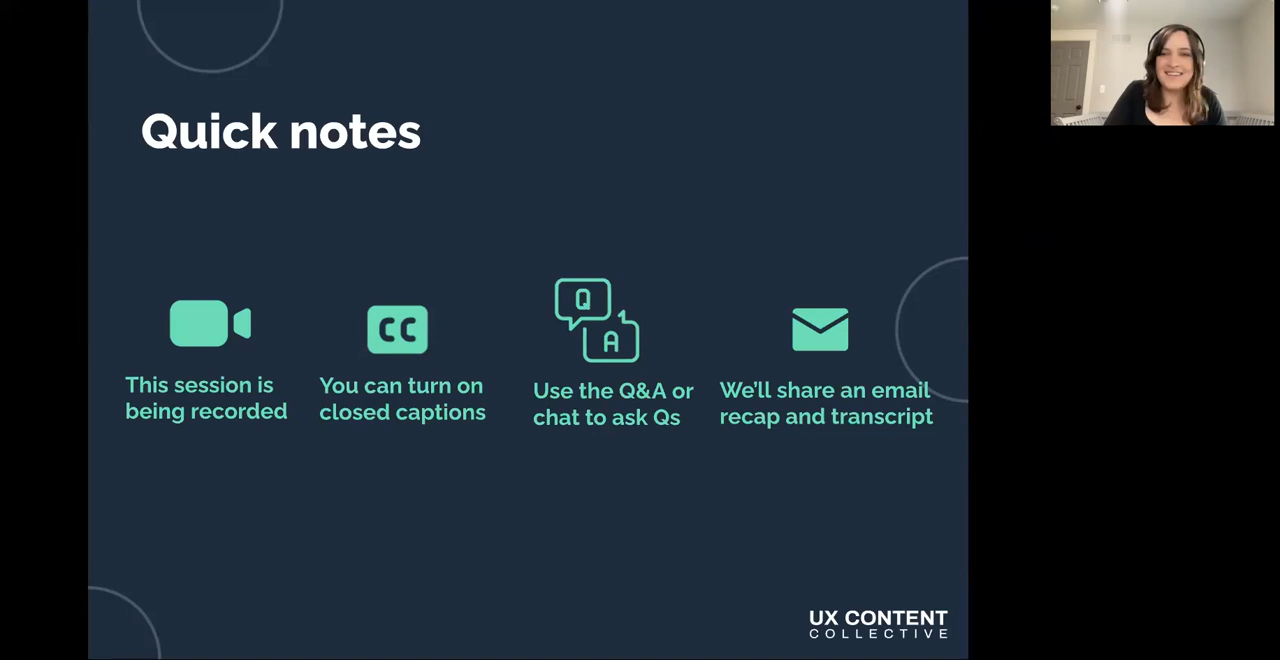 Quick notes
CC
Q
A
This session is
being recorded
You can turn on
closed captions
Use the Q&A or
chat to ask Qs
We’ll share an email
recap and transcript
UX CONTENT
COLLECTIVE